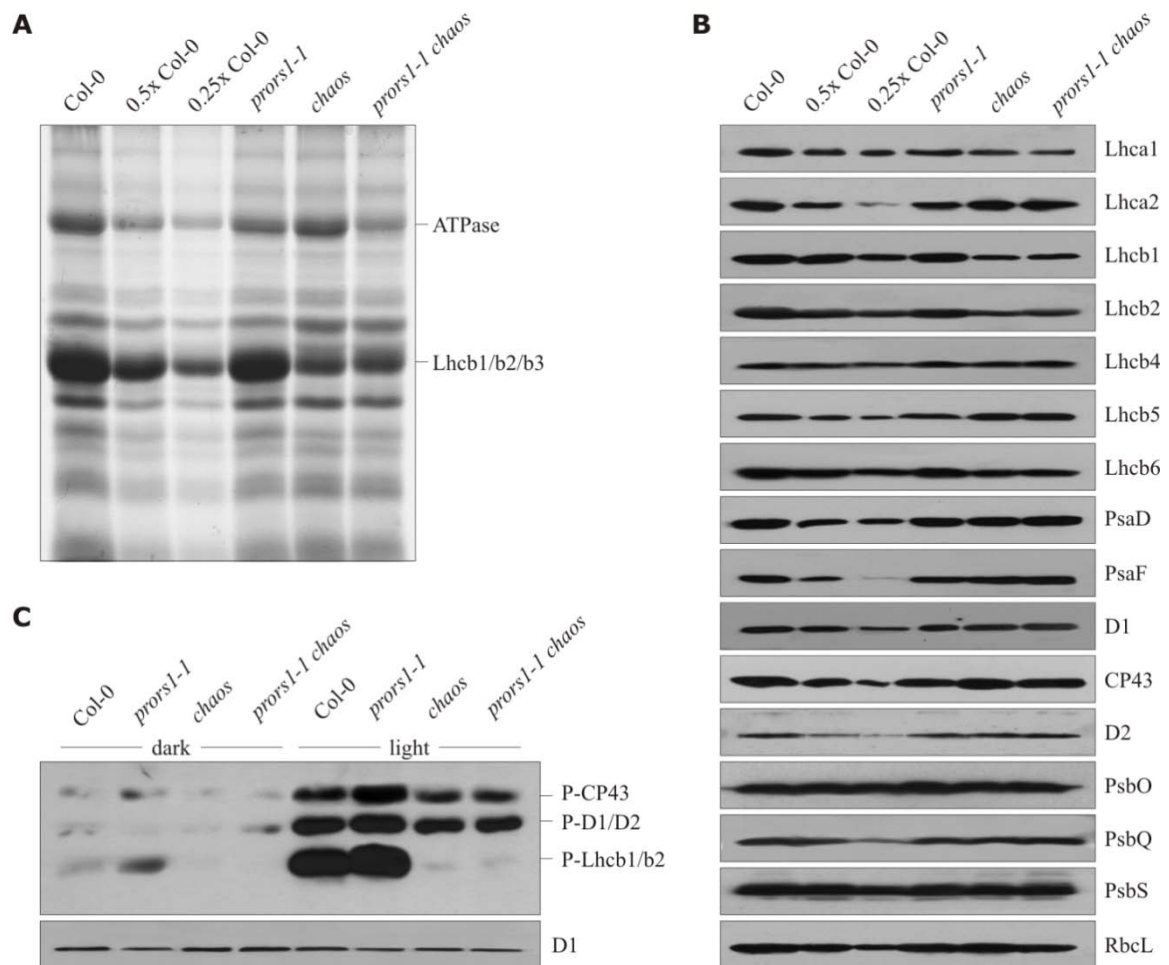 A
Col-0
0.5x Col-0
0.25x Col-0
prors1-1
chaos
prors1-1 chaos
ATPase
Lhcb1/b2/b3
B
Col-0
0.5x Col-0
0.25x Col-0
prors1-1
chaos
prors1-1 chaos
Lhca1
Lhca2
Lhcb1
Lhcb2
Lhcb4
Lhcb5
Lhcb6
PsaD
PsaF
D1
CP43
D2
PsbO
PsbQ
PsbS
RbcL
C
Col-0
prors1-1
chaos
prors1-1 chaos
Col-0
prors1-1
chaos
prors1-1 chaos
dark
light
P-CP43
P-D1/D2
P-Lhcb1/b2
D1